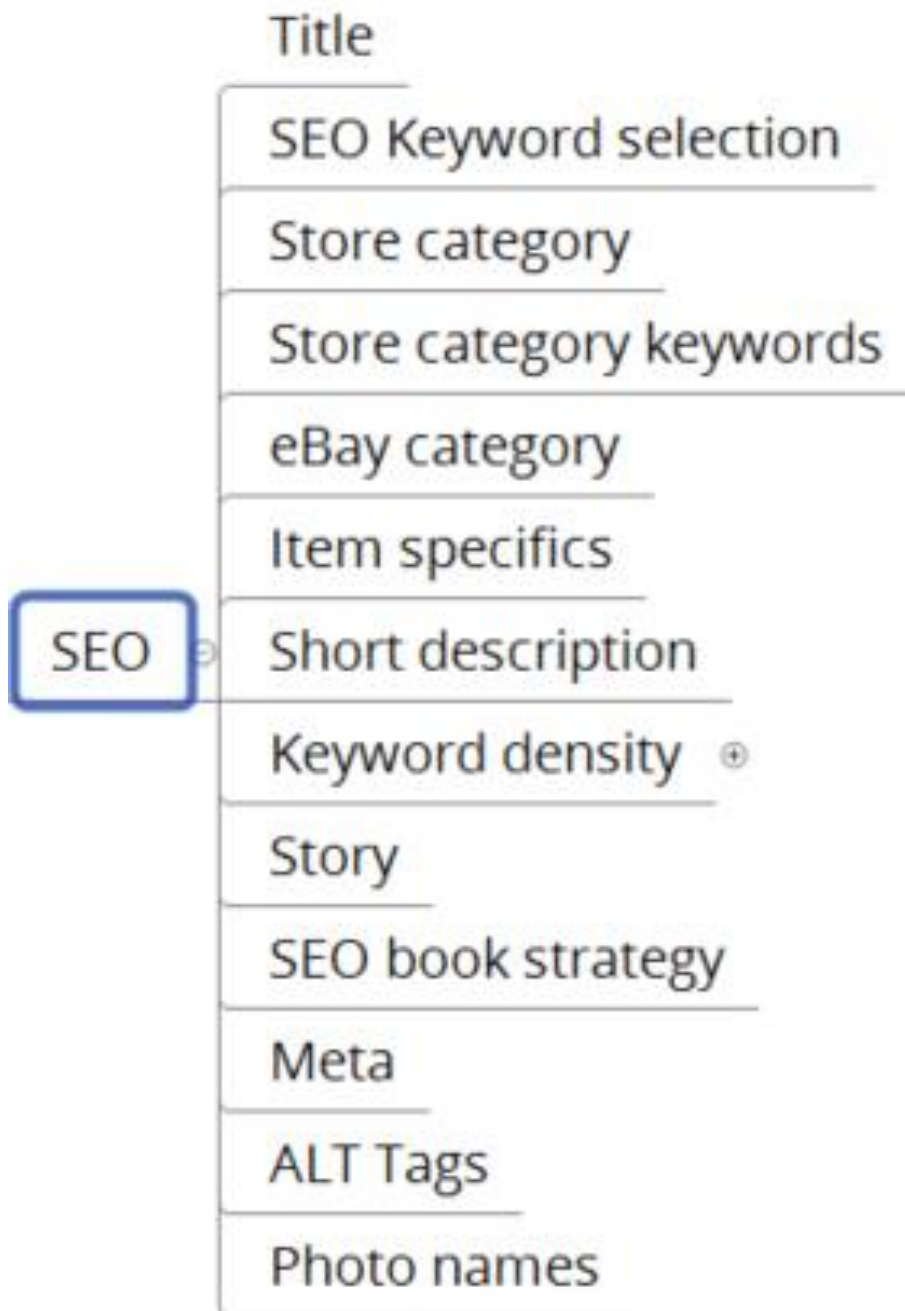 Title
SEO Keyword selection
Store category
Store category keywords
eBay category
Item specifics
SEO
Short description
Keyword density
Story
SEO book strategy
Meta
ALT Tags
Photo names